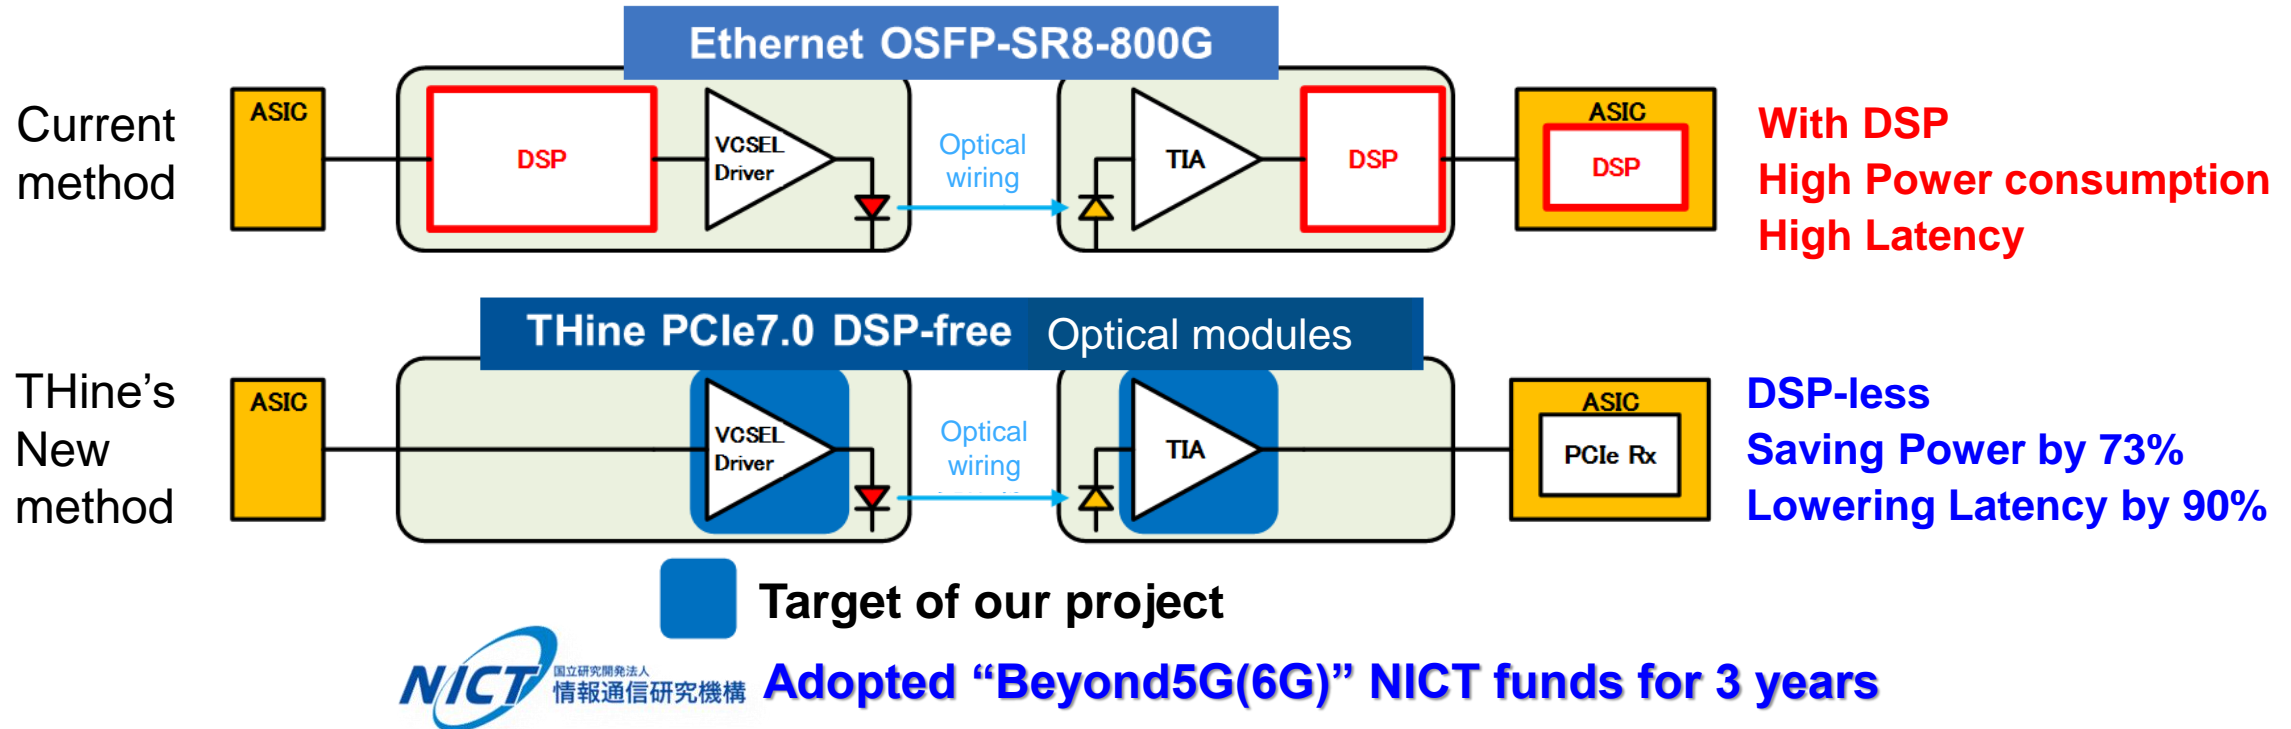 Ethernet OSFP-SR8-800G
Current
method
ASIC
DSP
VCSEL
Driver
Optical
wiring
TIA
DSP
ASIC
DSP
With DSP
High Power consumption
High Latency
THine PCIe7.0 DSP-free Optical modules
THine's
New
method
ASIC
VCSEL
Driver
Optical
wiring
TIA
ASIC
PCIe Rx
DSP-less
Saving Power by 73%
Lowering Latency by 90%
Target of our project
NICT
国立研究開発法人
情報通信研究機構
Adopted “Beyond5G(6G)” NICT funds for 3 years